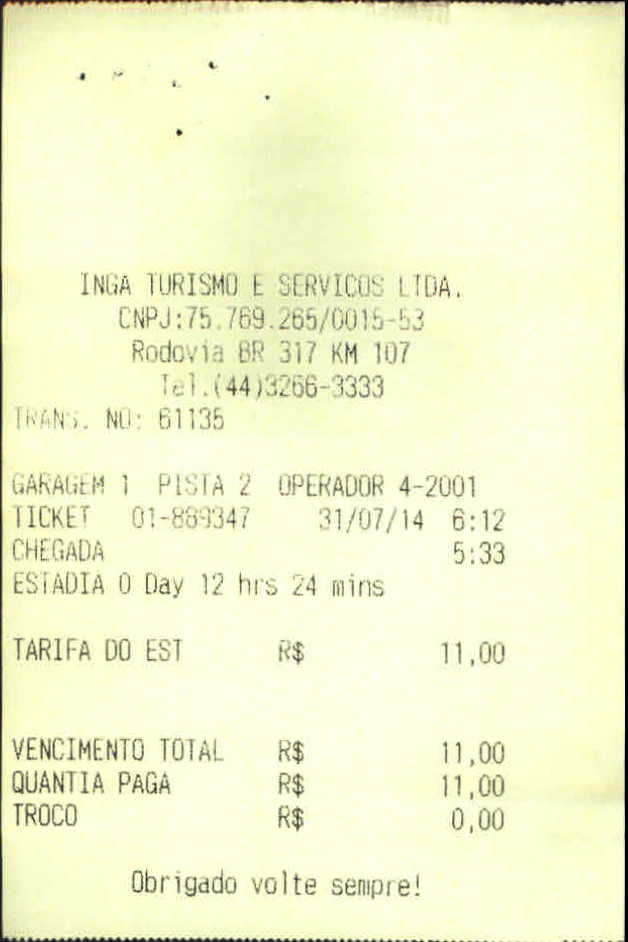 INGA TURISMO E SERVICOS LTDA.
CNPJ:75.769.265/0015-53
Rodovia BR 317 KM 107
Tel.(44)3266-3333
TRANS. NO: 61135
GARAGEM 1 PISTA 2 OPERADOR 4-2001
TICKET 01-889347 31/07/14 6:12
CHEGADA 5:33
ESTADIA 0 Day 12 hrs 24 mins
TARIFA DO EST R$ 11,00
VENCIMENTO TOTAL R$ 11,00
QUANTIA PAGA R$ 11,00
TROCO R$ 0,00
Obrigado volte sempre!